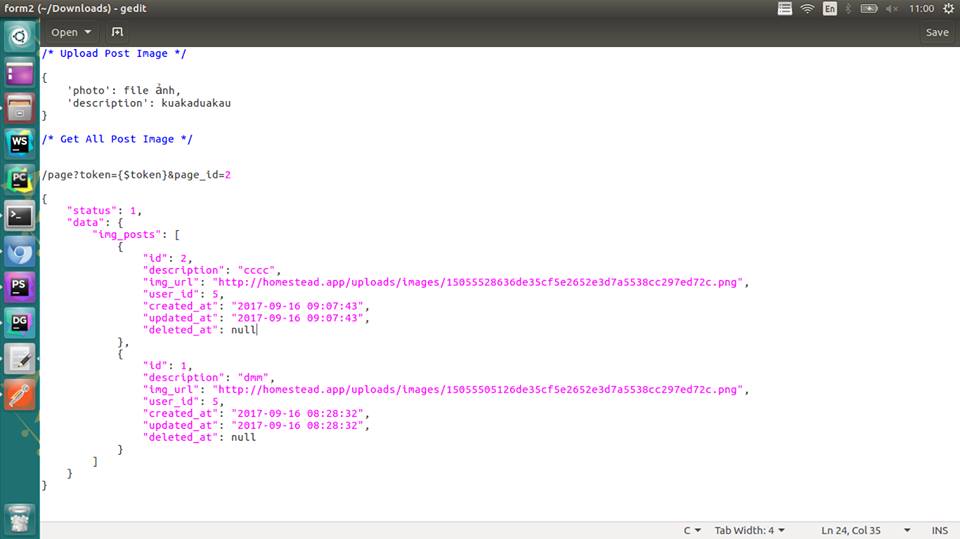 form2 (~/Downloads) - gedit
En
11:00
Open
Save
/* Upload Post Image */
{
'photo': file ảnh,
'description': kuakaduakau
}
/* Get All Post Image */
/page?token={$token}&page_id=2
{
"status": 1,
"data": {
"img_posts": [
{
"id": 2,
"description": "cccc",
"img_url": "http://homestead.app/uploads/images/15055528636de35cf5e2652e3d7a5538cc297ed72c.png",
"user_id": 5,
"created_at": "2017-09-16 09:07:43",
"updated_at": "2017-09-16 09:07:43",
"deleted_at": null
},
{
"id": 1,
"description": "dmm",
"img_url": "http://homestead.app/uploads/images/15055505126de35cf5e2652e3d7a5538cc297ed72c.png",
"user_id": 5,
"created_at": "2017-09-16 08:28:32",
"updated_at": "2017-09-16 08:28:32",
"deleted_at": null
}
]
}
}
WS
PC
PS
DG
C
Tab Width: 4
Ln 24, Col 35
INS